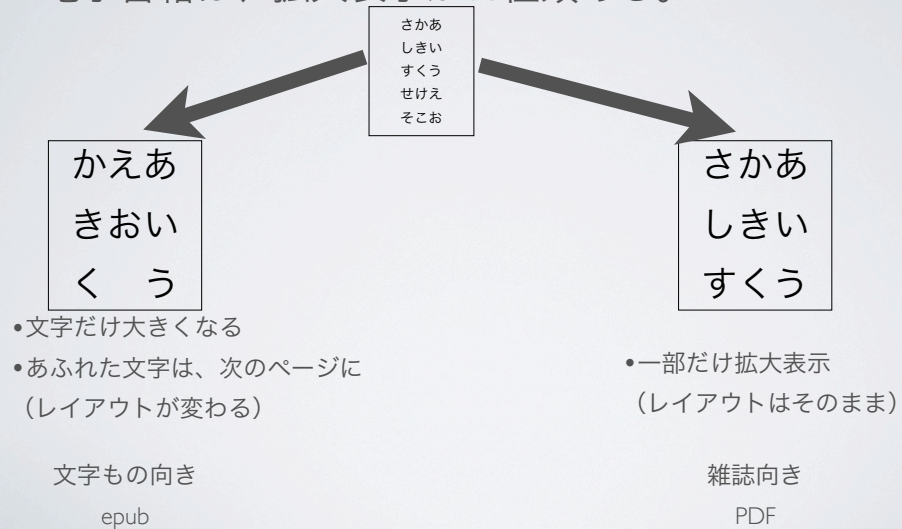 あいうえお
かきくけこ
さしすせそ
あいう
えお
かきく
•文字だけ大きくなる
•あふれた文字は、次のページに
（レイアウトが変わる）
文字もの向き
epub
あいう
かきく
さしす
•一部だけ拡大表示
（レイアウトはそのまま）
雑誌向き
PDF